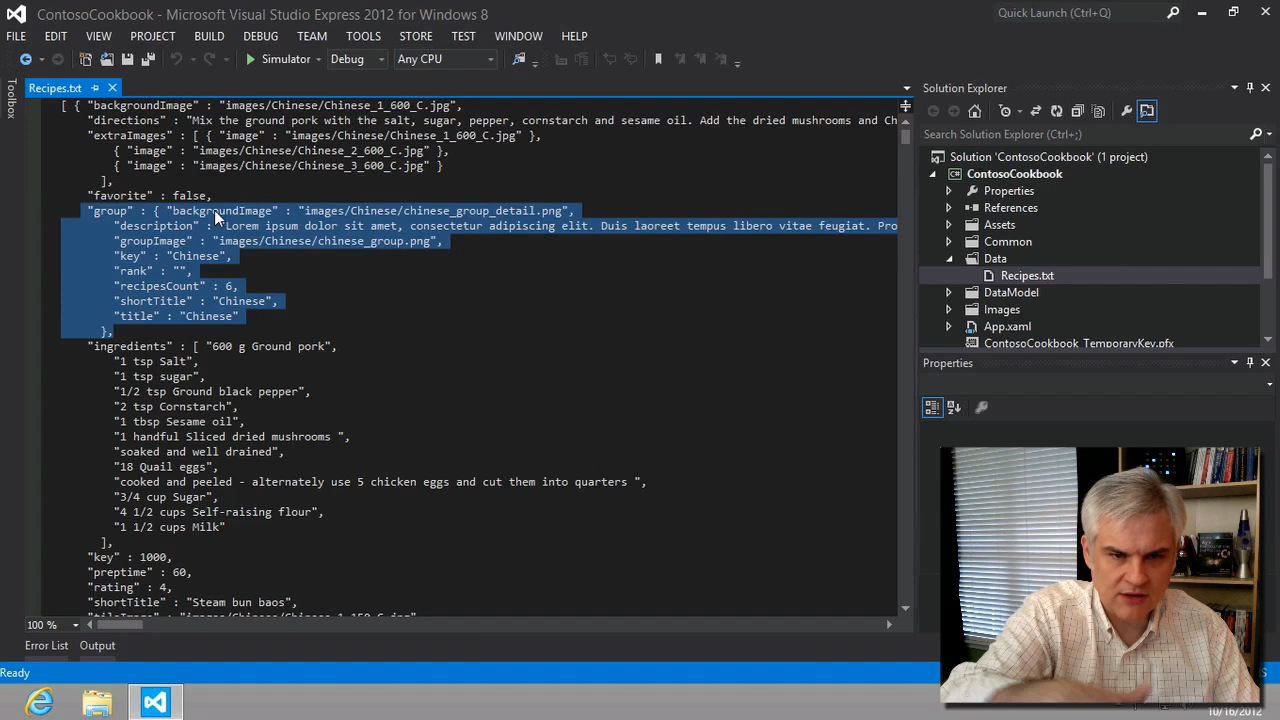 ContosoCookbook - Microsoft Visual Studio Express 2012 for Windows 8
Quick Launch (Ctrl+Q)
FILE EDIT VIEW PROJECT BUILD DEBUG TEAM TOOLS STORE TEST WINDOW HELP
Simulator Debug Any CPU
Toolbox
Recipes.txt
[ { "backgroundImage" : "images/Chinese/Chinese_1_600_C.jpg",
"directions" : "Mix the ground pork with the salt, sugar, pepper, cornstarch and sesame oil. Add the dried mushrooms and Ch
"extraImages" : [ { "image" : "images/Chinese/Chinese_1_600_C.jpg" },
{ "image" : "images/Chinese/Chinese_2_600_C.jpg" },
{ "image" : "images/Chinese/Chinese_3_600_C.jpg" }
],
"favorite" : false,
"group" : { "backgroundImage" : "images/Chinese/chinese_group_detail.png",
"description" : "Lorem ipsum dolor sit amet, consectetur adipiscing elit. Duis laoreet tempus libero vitae feugiat. Pro
"groupImage" : "images/Chinese/chinese_group.png",
"key" : "Chinese",
"rank" : "",
"recipesCount" : 6,
"shortTitle" : "Chinese",
"title" : "Chinese"
},
"ingredients" : [ "600 g Ground pork",
"1 tsp Salt",
"1 tsp sugar",
"1/2 tsp Ground black pepper",
"2 tsp Cornstarch",
"1 tbsp Sesame oil",
"1 handful Sliced dried mushrooms ",
"soaked and well drained",
"18 Quail eggs",
"cooked and peeled - alternately use 5 chicken eggs and cut them into quarters ",
"3/4 cup Sugar",
"4 1/2 cups Self-raising flour",
"1 1/2 cups Milk"
],
"key" : 1000,
"preptime" : 60,
"rating" : 4,
"shortTitle" : "Steam bun baos",
"tileImage" : "images/Chinese/Chinese_1_150_C.jpg",
100 %
Error List Output
Ready
Solution Explorer
Search Solution Explorer (Ctrl+;)
Solution 'ContosoCookbook' (1 project)
ContosoCookbook
Properties
References
Assets
Common
Data
Recipes.txt
DataModel
Images
App.xaml
ContosoCookbook_TemporaryKey.pfx
Properties
10/16/2012